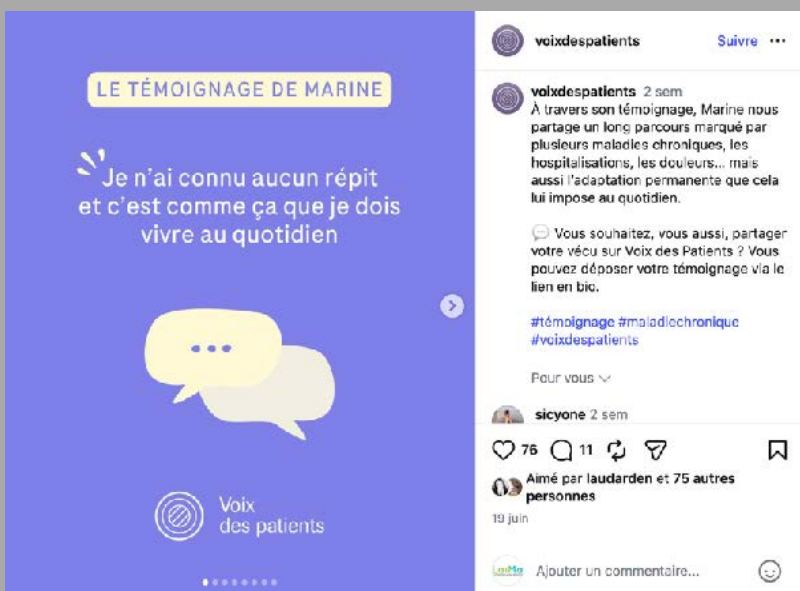 LE TÉMOIGNAGE DE MARINE
Je n'ai connu aucun répit
et c'est comme ça que je dois
vivre au quotidien
Voix
des patients
voixdespatients
Suivre
voixdespatients 2 sem
À travers son témoignage, Marine nous
partage un long parcours marqué par
plusieurs maladies chroniques, les
hospitalisations, les douleurs... mais
aussi l'adaptation permanente que cela
lui impose au quotidien.
Vous souhaitez, vous aussi, partager
votre vécu sur Voix des Patients ? Vous
pouvez déposer votre témoignage via le
lien en bio.
#témoignage #maladiechronique
#voixdespatients
Pour vous
sicyone 2 sem
76 11
Aimé par laudarden et 75 autres
personnes
19 juin
Ajouter un commentaire...